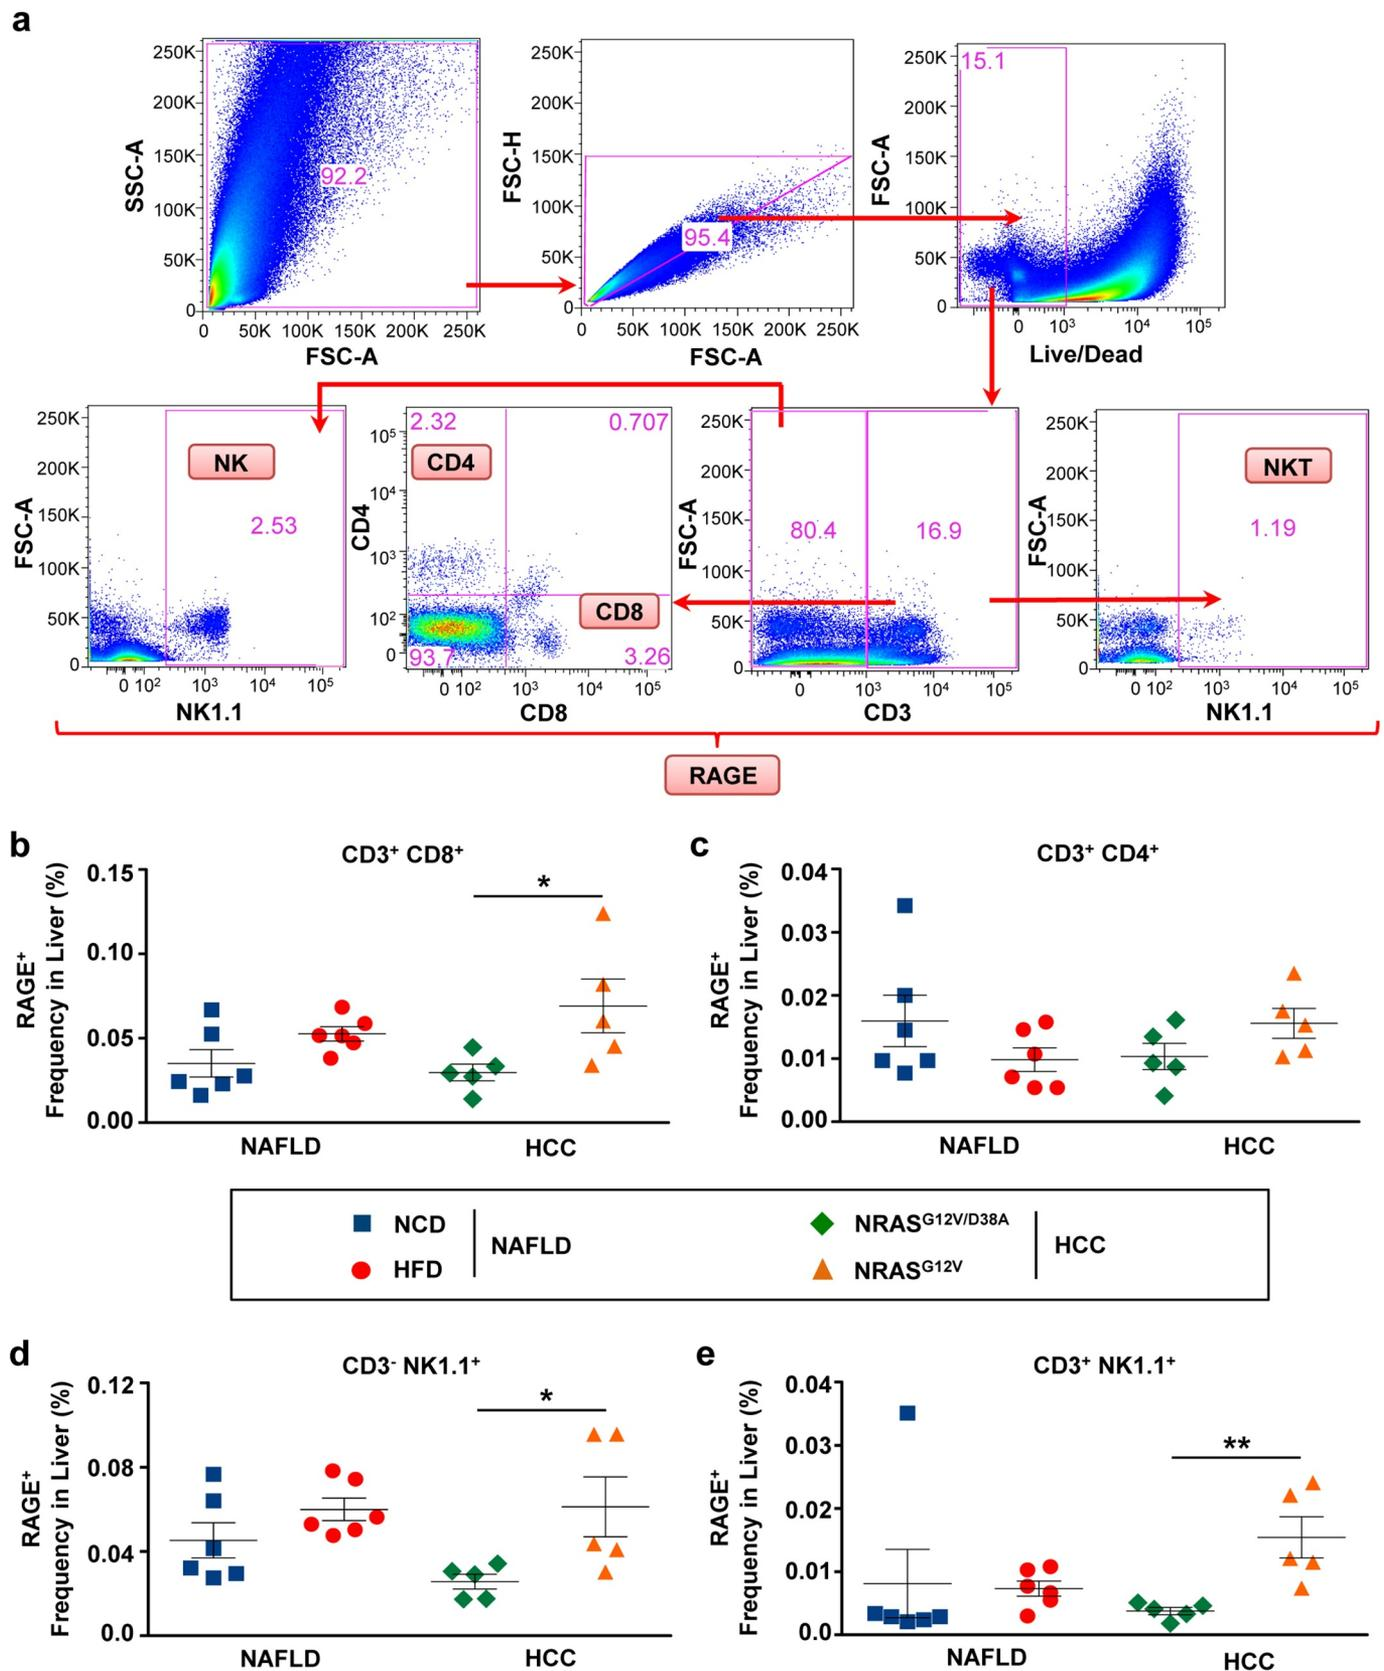 a
250K
200K
150K
100K
50K
0
SSC-A
92.2
0 50K 100K 150K 200K 250K
FSC-A
250K
200K
150K
100K
50K
0
FSC-H
95.4
0 50K 100K 150K 200K 250K
FSC-A
250K
200K
150K
100K
50K
0
FSC-A
15.1
0 10³ 10⁴ 10⁵
Live/Dead
250K
200K
150K
100K
50K
0
FSC-A
NK
2.53
0 10² 10³ 10⁴ 10⁵
NK1.1
10⁵
10⁴
10³
10²
0
CD4
2.32 0.707
CD4
CD8
93.7 3.26
0 10² 10³ 10⁴ 10⁵
CD8
250K
200K
150K
100K
50K
0
FSC-A
80.4 16.9
0 10³ 10⁴ 10⁵
CD3
250K
200K
150K
100K
50K
0
FSC-A
NKT
1.19
0 10² 10³ 10⁴ 10⁵
NK1.1
RAGE
b
CD3⁺ CD8⁺
RAGE⁺
Frequency in Liver (%)
0.15
0.10
0.05
0.00
*
NAFLD HCC
c
CD3⁺ CD4⁺
RAGE⁺
Frequency in Liver (%)
0.04
0.03
0.02
0.01
0.00
NAFLD HCC
NCD
HFD
NAFLD
NRAS^G12V/D38A
NRAS^G12V
HCC
d
CD3⁻ NK1.1⁺
RAGE⁺
Frequency in Liver (%)
0.12
0.08
0.04
0.0
*
NAFLD HCC
e
CD3⁺ NK1.1⁺
RAGE⁺
Frequency in Liver (%)
0.04
0.03
0.02
0.01
0.0
**
NAFLD HCC